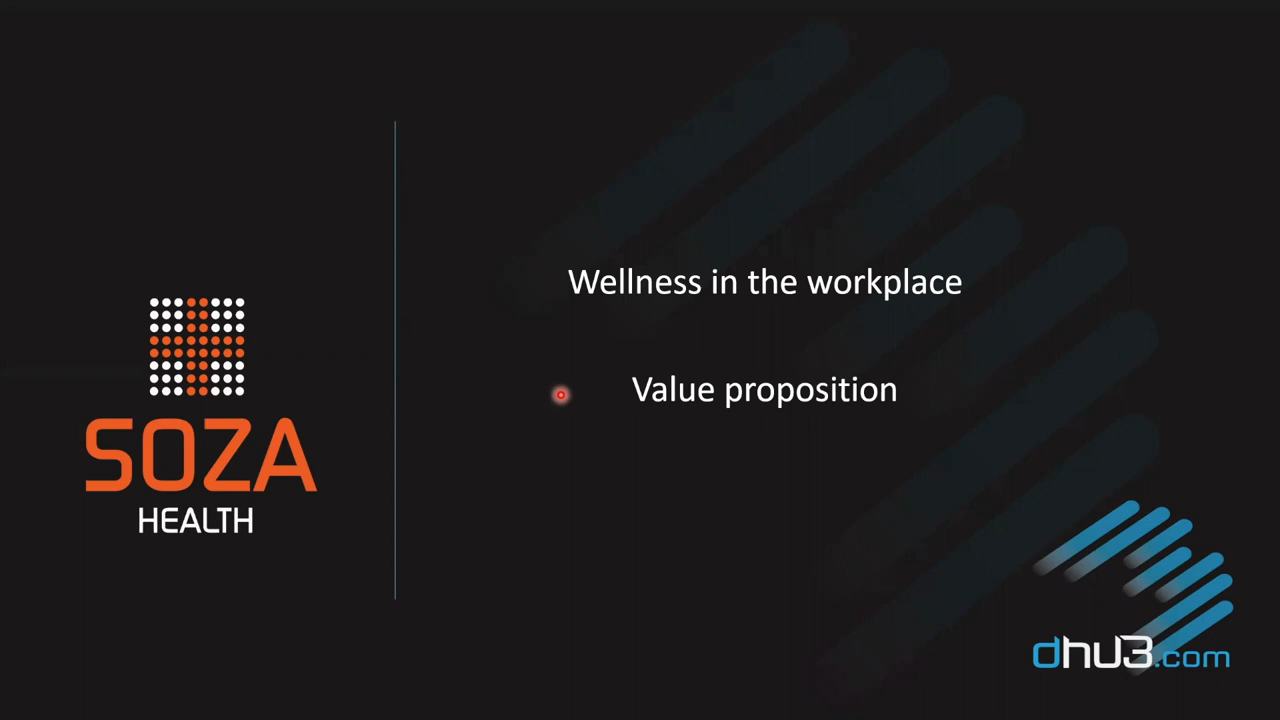 Wellness in the workplace
Value proposition
SOZA
HEALTH
dhu3.com